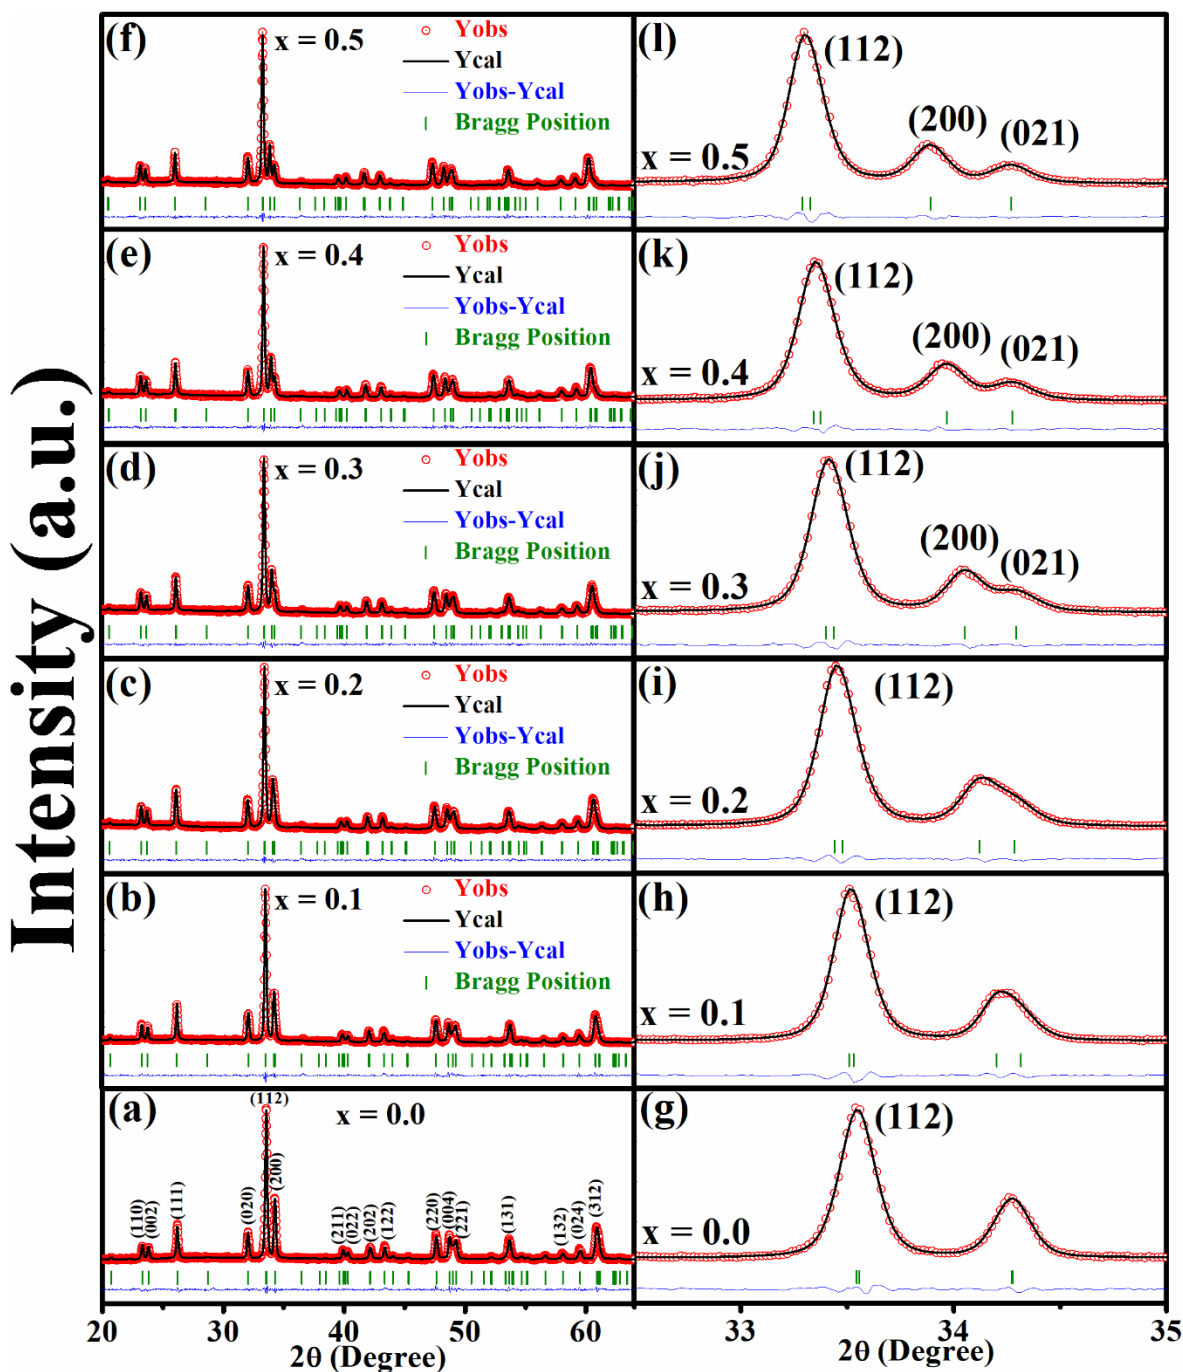 Intensity (a.u.)
(f)
x = 0.5
Yobs
Ycal
Yobs-Ycal
Bragg Position
(l)
(112)
(200)
(021)
x = 0.5
(e)
x = 0.4
Yobs
Ycal
Yobs-Ycal
Bragg Position
(k)
(112)
(200)
(021)
x = 0.4
(d)
x = 0.3
Yobs
Ycal
Yobs-Ycal
Bragg Position
(j)
(112)
(200)
(021)
x = 0.3
(c)
x = 0.2
Yobs
Ycal
Yobs-Ycal
Bragg Position
(i)
(112)
x = 0.2
(b)
x = 0.1
Yobs
Ycal
Yobs-Ycal
Bragg Position
(h)
(112)
x = 0.1
(a)
x = 0.0
(110)
(002)
(111)
(020)
(112)
(200)
(211)
(022)
(202)
(122)
(220)
(004)
(221)
(131)
(132)
(024)
(312)
(g)
(112)
x = 0.0
20 30 40 50 60
2θ (Degree)
33 34 35
2θ (Degree)